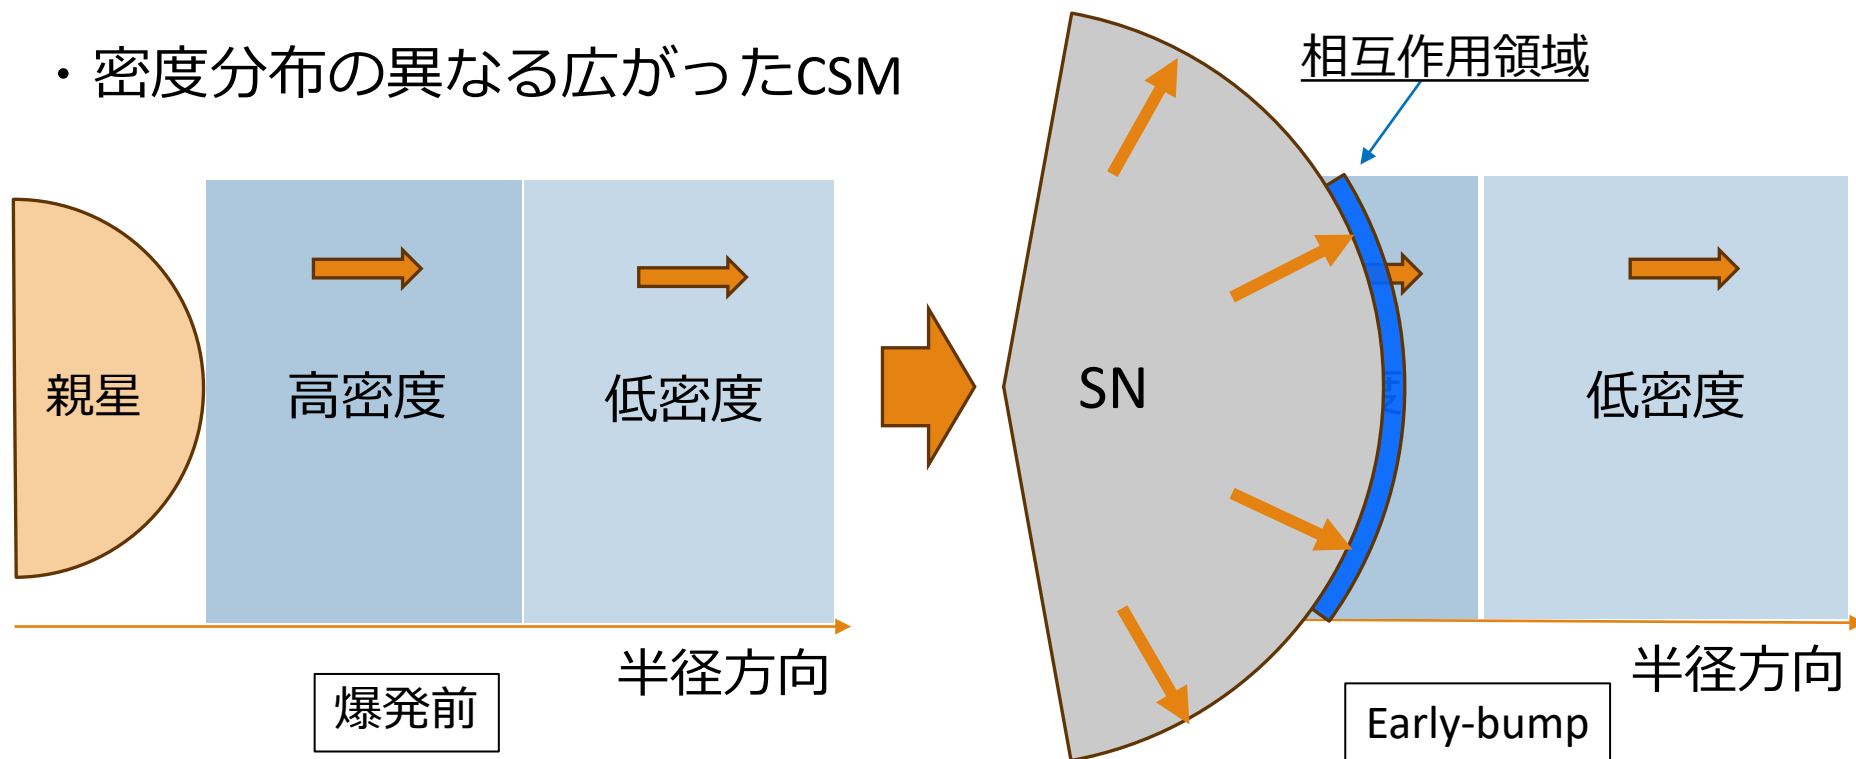 ・密度分布の異なる広がったCSM
相互作用領域
親星
高密度
低密度
SN
低密度
半径方向
半径方向
爆発前
Early-bump